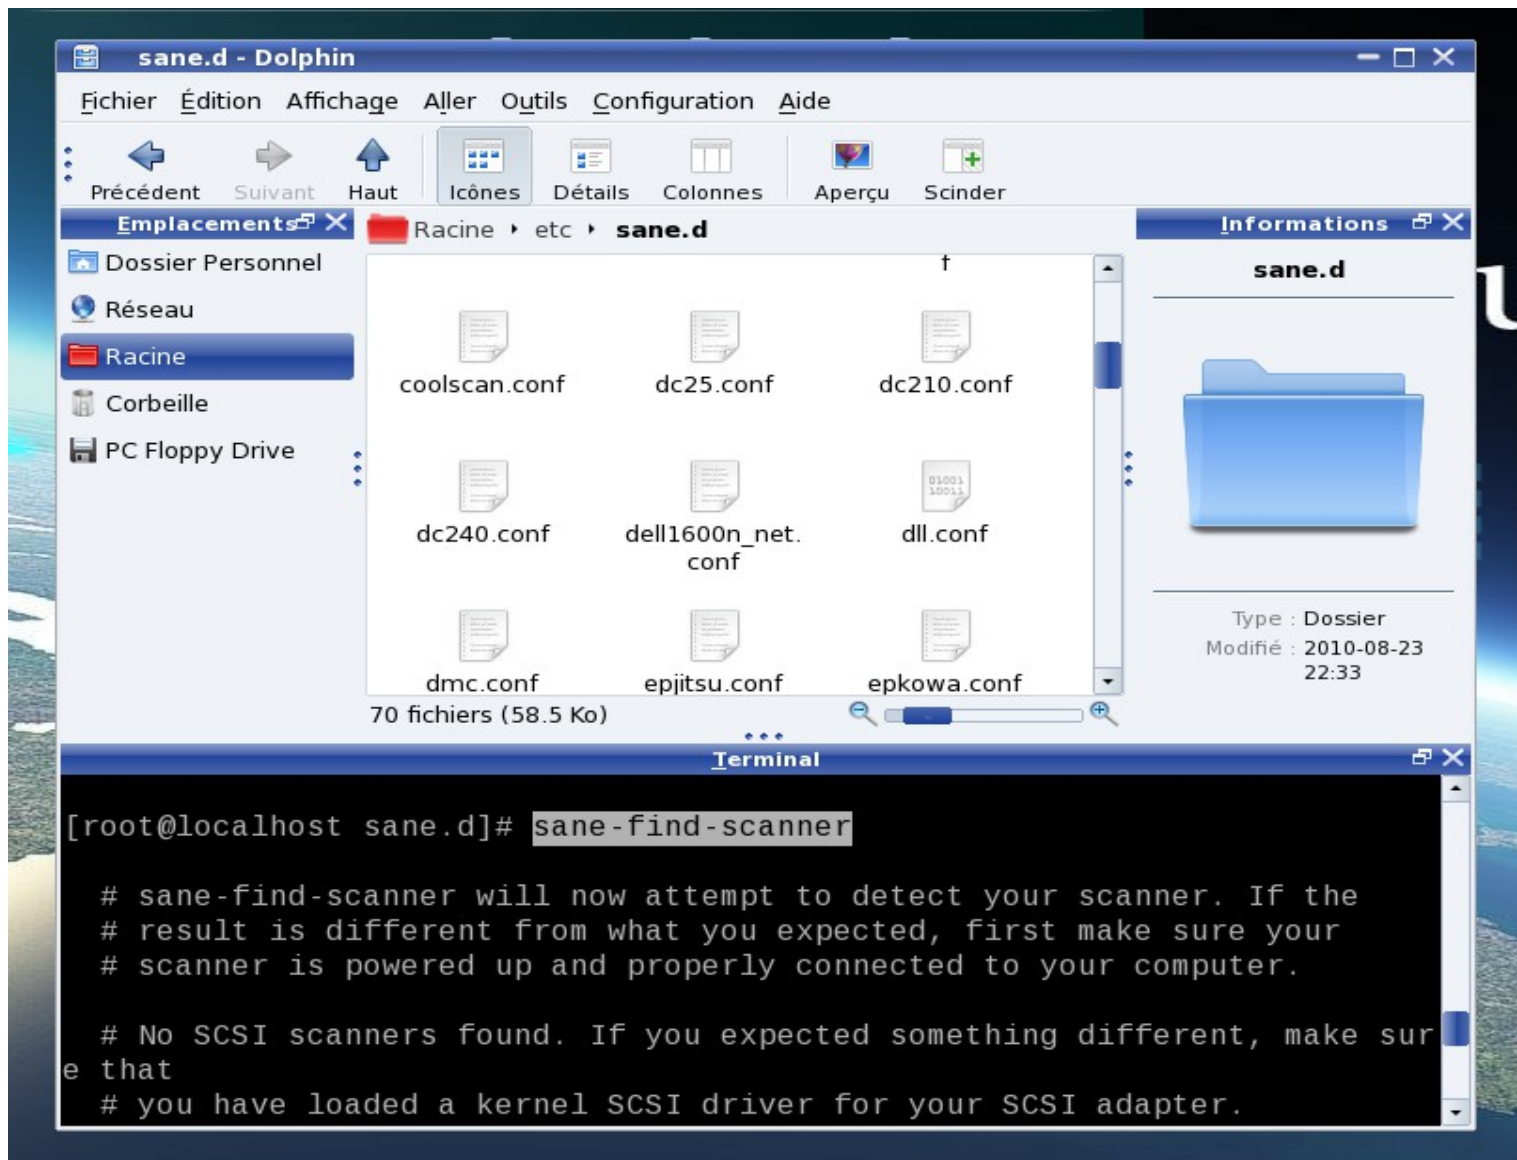 sane.d - Dolphin
Fichier Édition Affichage Aller Outils Configuration Aide
Précédent Suivant Haut Icônes Détails Colonnes Aperçu Scinder
Emplacements
Dossier Personnel
Réseau
Racine
Corbeille
PC Floppy Drive
Racine etc sane.d
f
coolscan.conf dc25.conf dc210.conf
dc240.conf dell1600n_net. dll.conf
conf
dmc.conf epjitsu.conf epkowa.conf
70 fichiers (58.5 Ko)
Informations
sane.d
Type : Dossier
Modifié : 2010-08-23
22:33
Terminal
[root@localhost sane.d]# sane-find-scanner
# sane-find-scanner will now attempt to detect your scanner. If the
# result is different from what you expected, first make sure your
# scanner is powered up and properly connected to your computer.
# No SCSI scanners found. If you expected something different, make sur
e that
# you have loaded a kernel SCSI driver for your SCSI adapter.